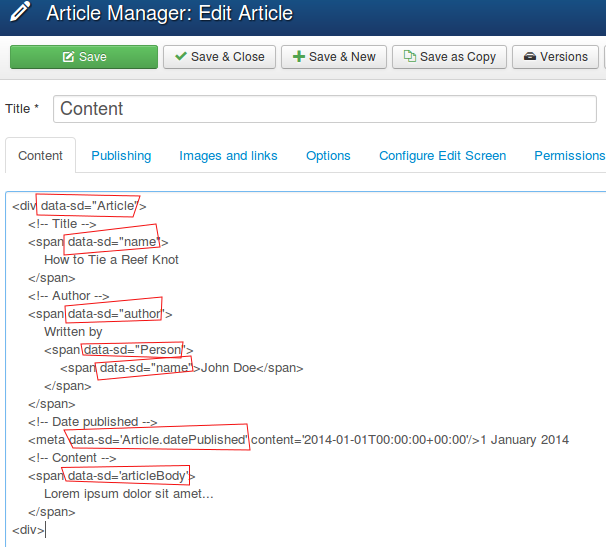 Article Manager: Edit Article
Save Save & Close Save & New Save as Copy Versions
Title * Content
Content Publishing Images and links Options Configure Edit Screen Permissions
<div data-sd="Article">
<!-- Title -->
<span data-sd="name">
How to Tie a Reef Knot
</span>
<!-- Author -->
<span data-sd="author">
Written by
<span data-sd="Person">
<span data-sd="name">John Doe</span>
</span>
</span>
<!-- Date published -->
<meta data-sd='Article.datePublished' content='2014-01-01T00:00:00+00:00'/>1 January 2014
<!-- Content -->
<span data-sd='articleBody'>
Lorem ipsum dolor sit amet...
</span>
<div>